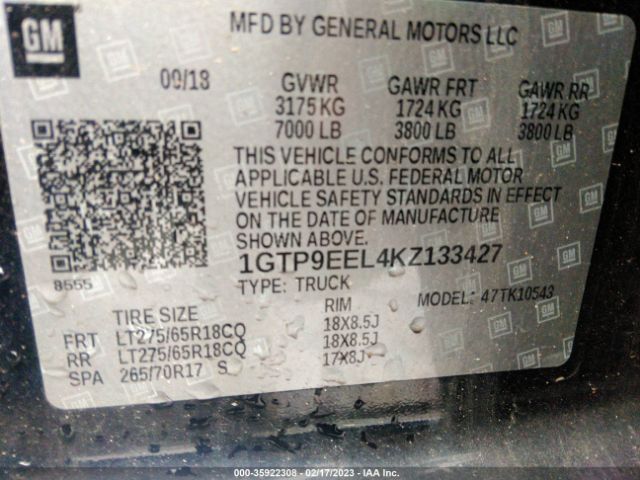 GM
MFD BY GENERAL MOTORS LLC
09/18 GVWR GAWR FRT GAWR RR
3175 KG 1724 KG 1724 KG
7000 LB 3800 LB 3800 LB
THIS VEHICLE CONFORMS TO ALL
APPLICABLE U.S. FEDERAL MOTOR
VEHICLE SAFETY STANDARDS IN EFFECT
ON THE DATE OF MANUFACTURE
SHOWN ABOVE.
1GTP9EEL4KZ133427
8555
TYPE: TRUCK MODEL: 47TK10543
TIRE SIZE RIM
FRT LT275/65R18CQ 18X8.5J
RR LT275/65R18CQ 18X8.5J
SPA 265/70R17 S 17X8J
000-35922308 - 02/17/2023 - IAA Inc.